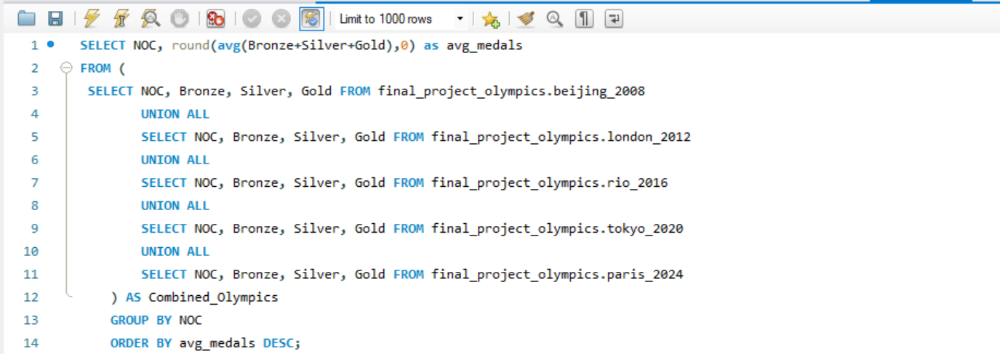 Limit to 1000 rows
1 SELECT NOC, round(avg(Bronze+Silver+Gold),0) as avg_medals
2 FROM (
3 SELECT NOC, Bronze, Silver, Gold FROM final_project_olympics.beijing_2008
4 UNION ALL
5 SELECT NOC, Bronze, Silver, Gold FROM final_project_olympics.london_2012
6 UNION ALL
7 SELECT NOC, Bronze, Silver, Gold FROM final_project_olympics.rio_2016
8 UNION ALL
9 SELECT NOC, Bronze, Silver, Gold FROM final_project_olympics.tokyo_2020
10 UNION ALL
11 SELECT NOC, Bronze, Silver, Gold FROM final_project_olympics.paris_2024
12 ) AS Combined_Olympics
13 GROUP BY NOC
14 ORDER BY avg_medals DESC;